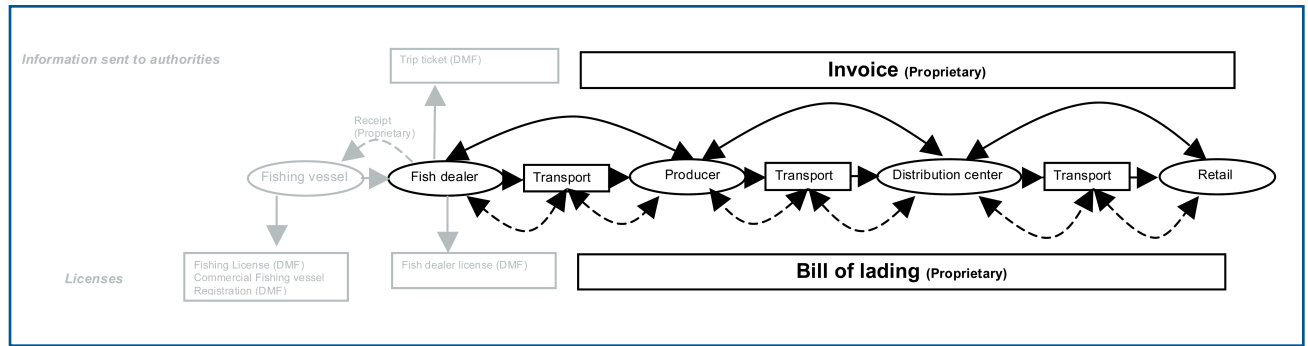 Information sent to authorities
Trip ticket (DMF)
Invoice (Proprietary)
Receipt
(Proprietary)
Fishing vessel
Fish dealer
Transport
Producer
Transport
Distribution center
Transport
Retail
Licenses
Fishing License (DMF)
Commercial Fishing vessel
Registration (DMF)
Fish dealer license (DMF)
Bill of lading (Proprietary)